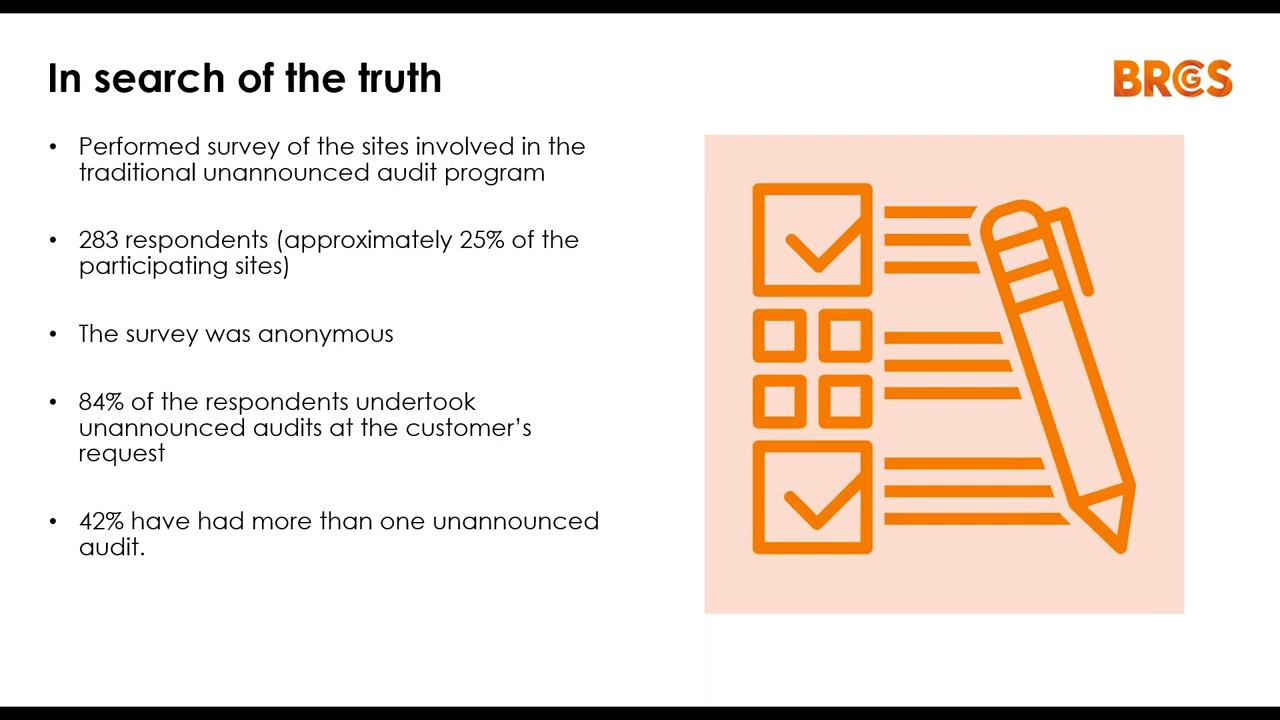 In search of the truth
BRCGS
• Performed survey of the sites involved in the
traditional unannounced audit program
• 283 respondents (approximately 25% of the
participating sites)
• The survey was anonymous
• 84% of the respondents undertook
unannounced audits at the customer’s
request
• 42% have had more than one unannounced
audit.